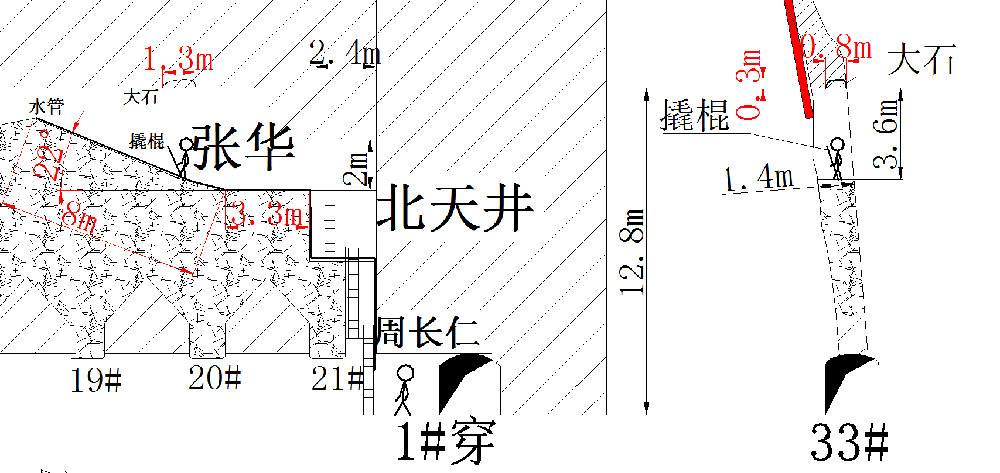 1.3m
2.4m
0.8m
大石
0.3m
大石
水管
撬棍
撬棍
张华
22°
2m
3.6m
1.4m
北天井
8m
3.3m
12.8m
周长仁
19#
20#
21#
1#穿
33#